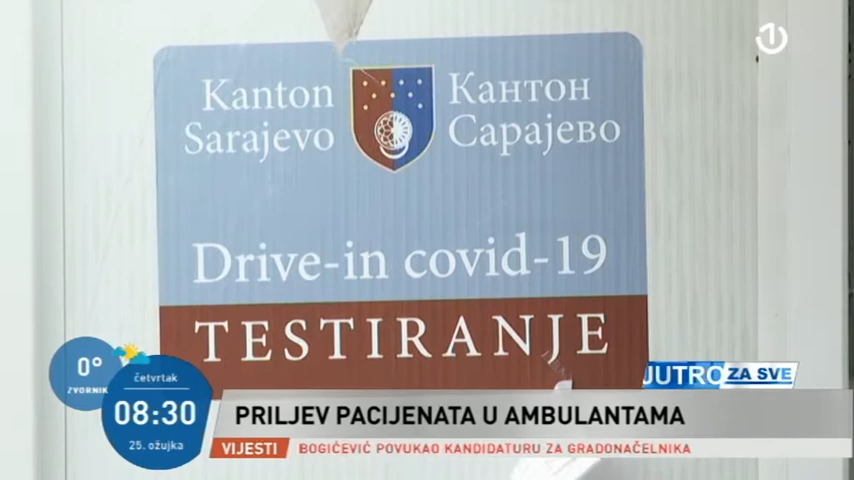 Kanton
Sarajevo
Кантон
Сарајево
Drive-in covid-19
TESTIRANJE
0°
ZVORNIK
četvrtak
08:30
25. ožujka
JUTRO ZA SVE
PRILJEV PACIJENATA U AMBULANTAMA
VIJESTI
BOGIČEVIĆ POVUKAO KANDIDATURU ZA GRADONAČELNIKA